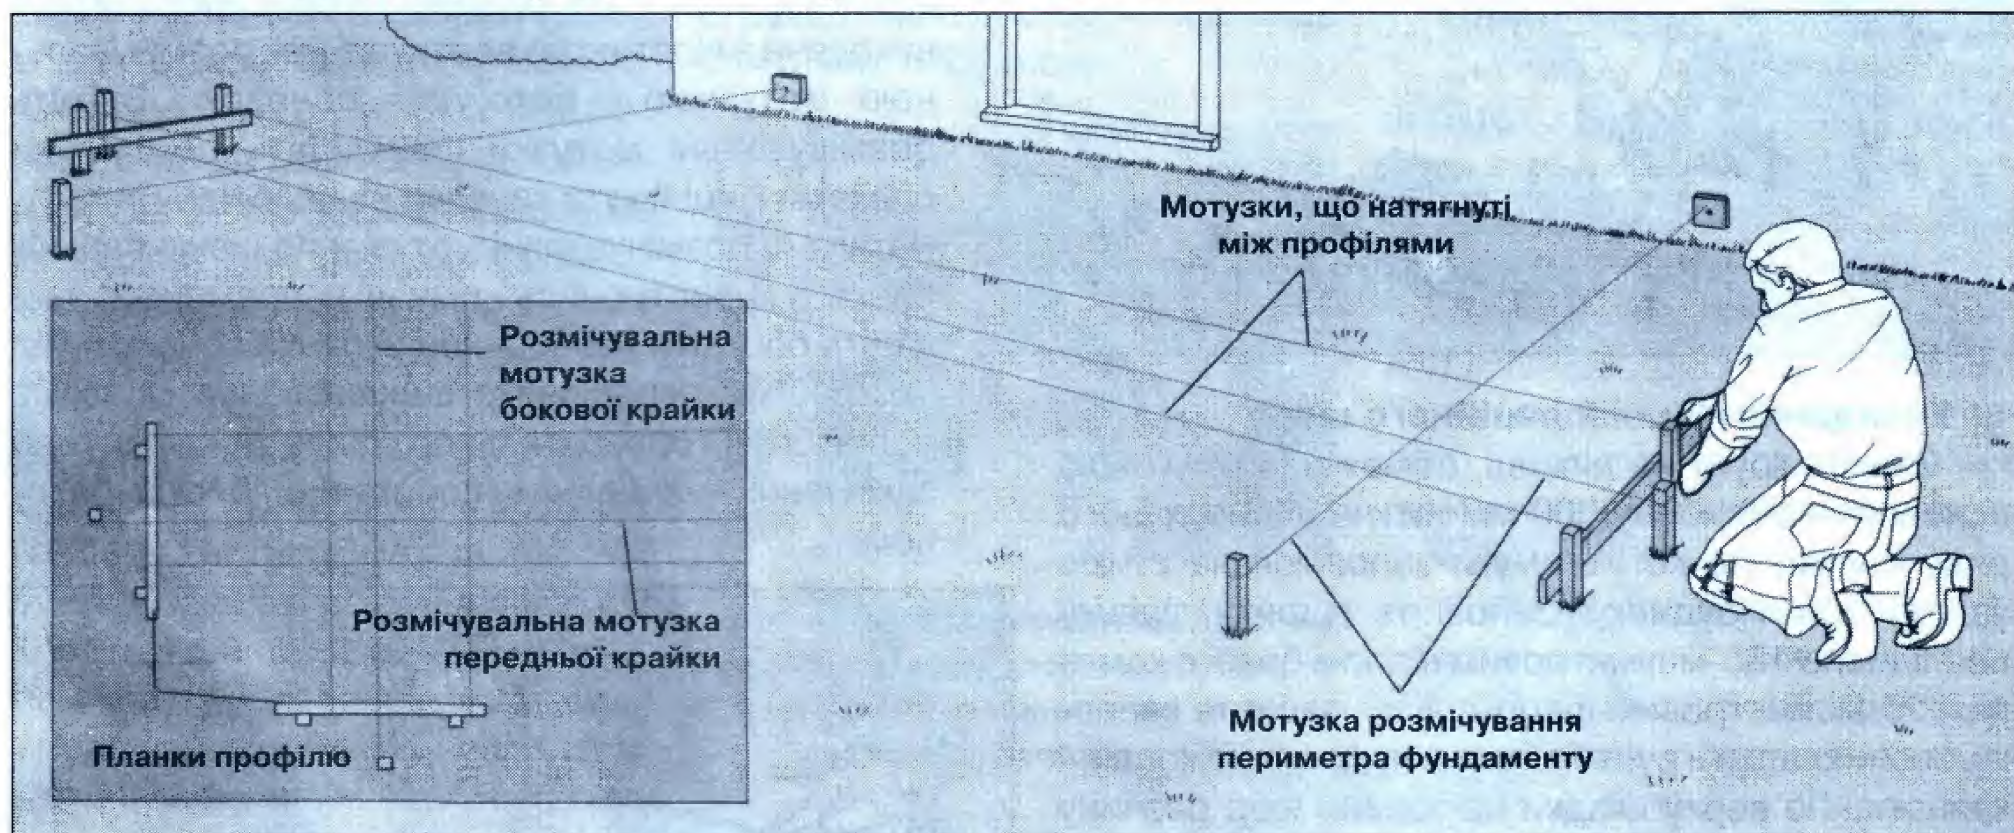 Мотузки, що натягнуті
між профілями
Розмічувальна
мотузка
бокової крайки
Розмічувальна мотузка
передньої крайки
Планки профілю
Мотузка розмічування
периметра фундаменту